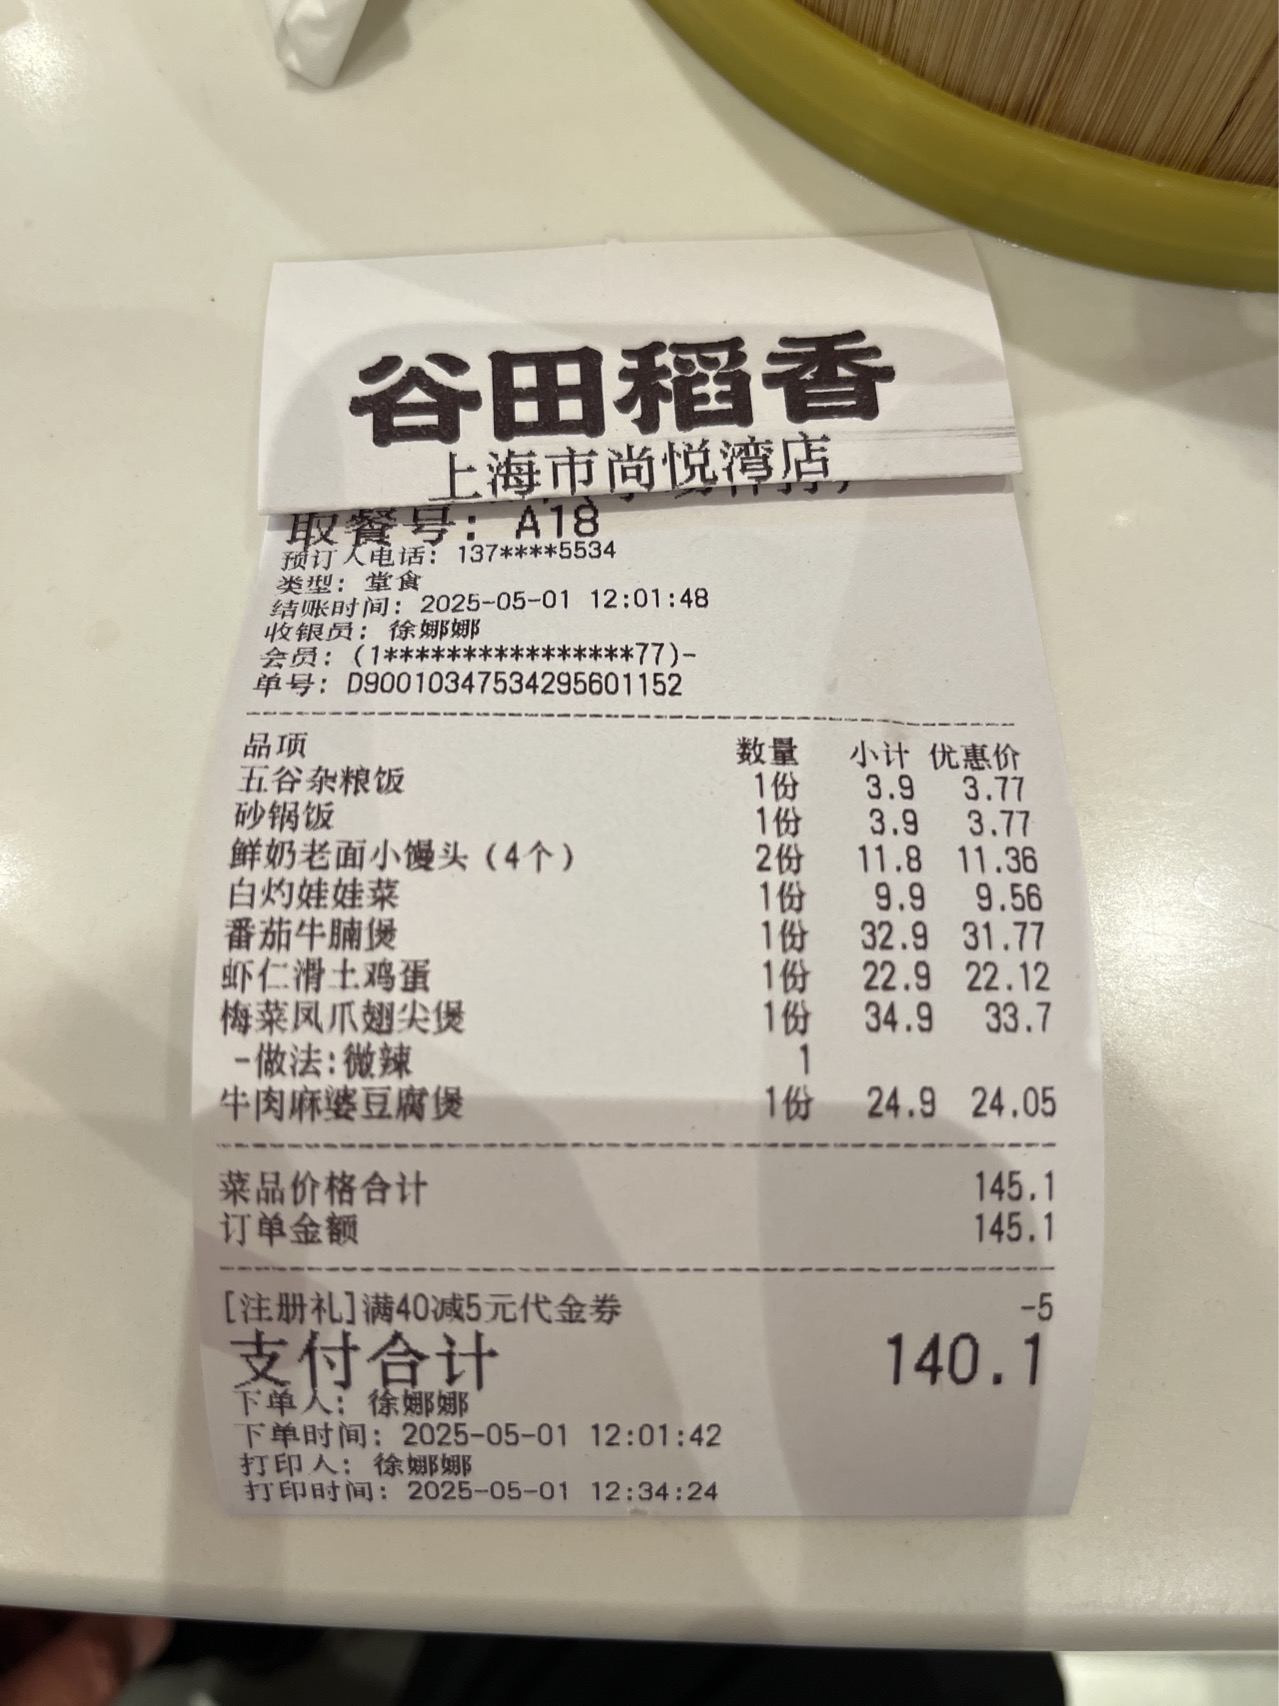 谷田稻香
上海市尚悦湾店
取餐号: A18
预订人电话: 137****5534
类型: 堂食
结账时间: 2025-05-01 12:01:48
收银员: 徐娜娜
会员: (1****************77)-
单号: D90010347534295601152
品项 数量 小计 优惠价
五谷杂粮饭 1份 3.9 3.77
砂锅饭 1份 3.9 3.77
鲜奶老面小馒头（4个） 2份 11.8 11.36
白灼娃娃菜 1份 9.9 9.56
番茄牛腩煲 1份 32.9 31.77
虾仁滑土鸡蛋 1份 22.9 22.12
梅菜凤爪翅尖煲 1份 34.9 33.7
-做法:微辣 1
牛肉麻婆豆腐煲 1份 24.9 24.05
菜品价格合计 145.1
订单金额 145.1
[注册礼]满40减5元代金券 -5
支付合计 140.1
下单人: 徐娜娜
下单时间: 2025-05-01 12:01:42
打印人: 徐娜娜
打印时间: 2025-05-01 12:34:24